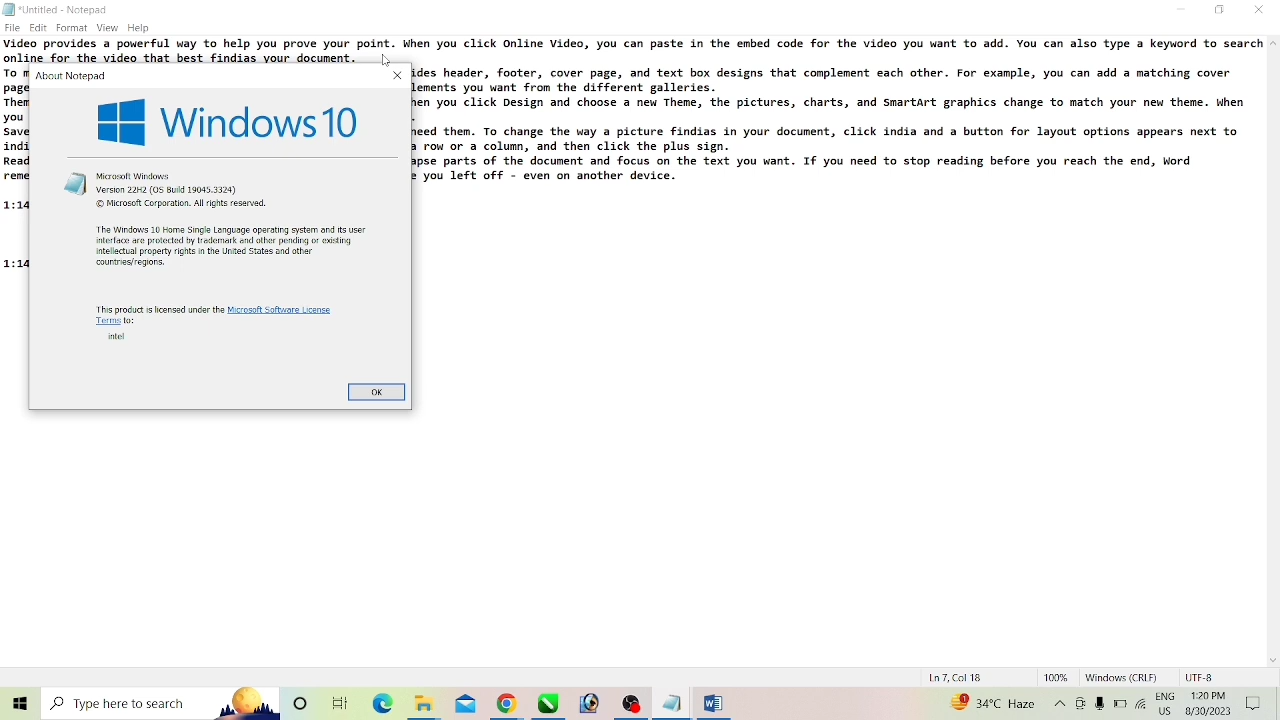 *Untitled - Notepad
File Edit Format View Help
Video provides a powerful way to help you prove your point. When you click Online Video, you can paste in the embed code for the video you want to add. You can also type a keyword to search
online for the video that best findias your document.
To m
ides header, footer, cover page, and text box designs that complement each other. For example, you can add a matching cover
page
lements you want from the different galleries.
Them
hen you click Design and choose a new Theme, the pictures, charts, and SmartArt graphics change to match your new theme. When
you
Save
need them. To change the way a picture findias in your document, click india and a button for layout options appears next to
indi
a row or a column, and then click the plus sign.
Read
apse parts of the document and focus on the text you want. If you need to stop reading before you reach the end, Word
reme
e you left off - even on another device.
1:14
1:14
About Notepad
Windows 10
Microsoft Windows
Version 22H2 (OS Build 19045.3324)
© Microsoft Corporation. All rights reserved.
The Windows 10 Home Single Language operating system and its user
interface are protected by trademark and other pending or existing
intellectual property rights in the United States and other
countries/regions.
This product is licensed under the Microsoft Software License
Terms to:
intel
OK
Ln 7, Col 18 100% Windows (CRLF) UTF-8
Type here to search
34°C Haze
ENG
US
1:20 PM
8/30/2023